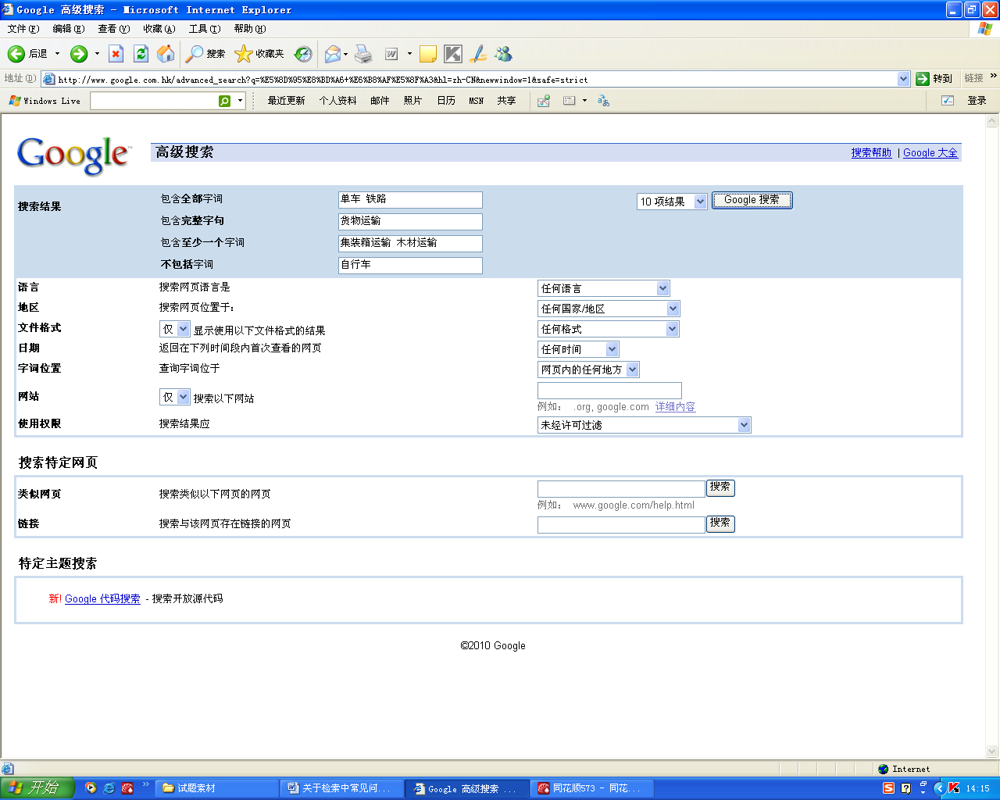 Google 高级搜索 - Microsoft Internet Explorer
文件(F) 编辑(E) 查看(V) 收藏(A) 工具(T) 帮助(H)
后退 搜索 收藏夹
地址(D) http://www.google.com.hk/advanced_search?q=%E5%8D%95%E8%BD%A6+%E6%B8%AF%E5%8F%A3&hl=zh-CN&newwindow=1&safe=strict 转到 链接 »
Windows Live 最近更新 个人资料 邮件 照片 日历 MSN 共享 登录
Google™ 高级搜索 搜索帮助 | Google 大全
搜索结果 包含全部字词 单车 铁路 10 项结果 Google 搜索
包含完整字句 货物运输
包含至少一个字词 集装箱运输 木材运输
不包括字词 自行车
语言 搜索网页语言是 任何语言
地区 搜索网页位置于: 任何国家/地区
文件格式 仅 显示使用以下文件格式的结果 任何格式
日期 返回在下列时间段内首次查看的网页 任何时间
字词位置 查询字词位于 网页内的任何地方
网站 仅 搜索以下网站
例如: .org, google.com 详细内容
使用权限 搜索结果应 未经许可过滤
搜索特定网页
类似网页 搜索类似以下网页的网页 搜索
例如: www.google.com/help.html
链接 搜索与该网页存在链接的网页 搜索
特定主题搜索
新! Google 代码搜索 - 搜索开放源代码
©2010 Google
Internet
开始 » 试题素材 关于检索中常见问... Google 高级搜索 ... 同花顺573 - 同花... 14:15